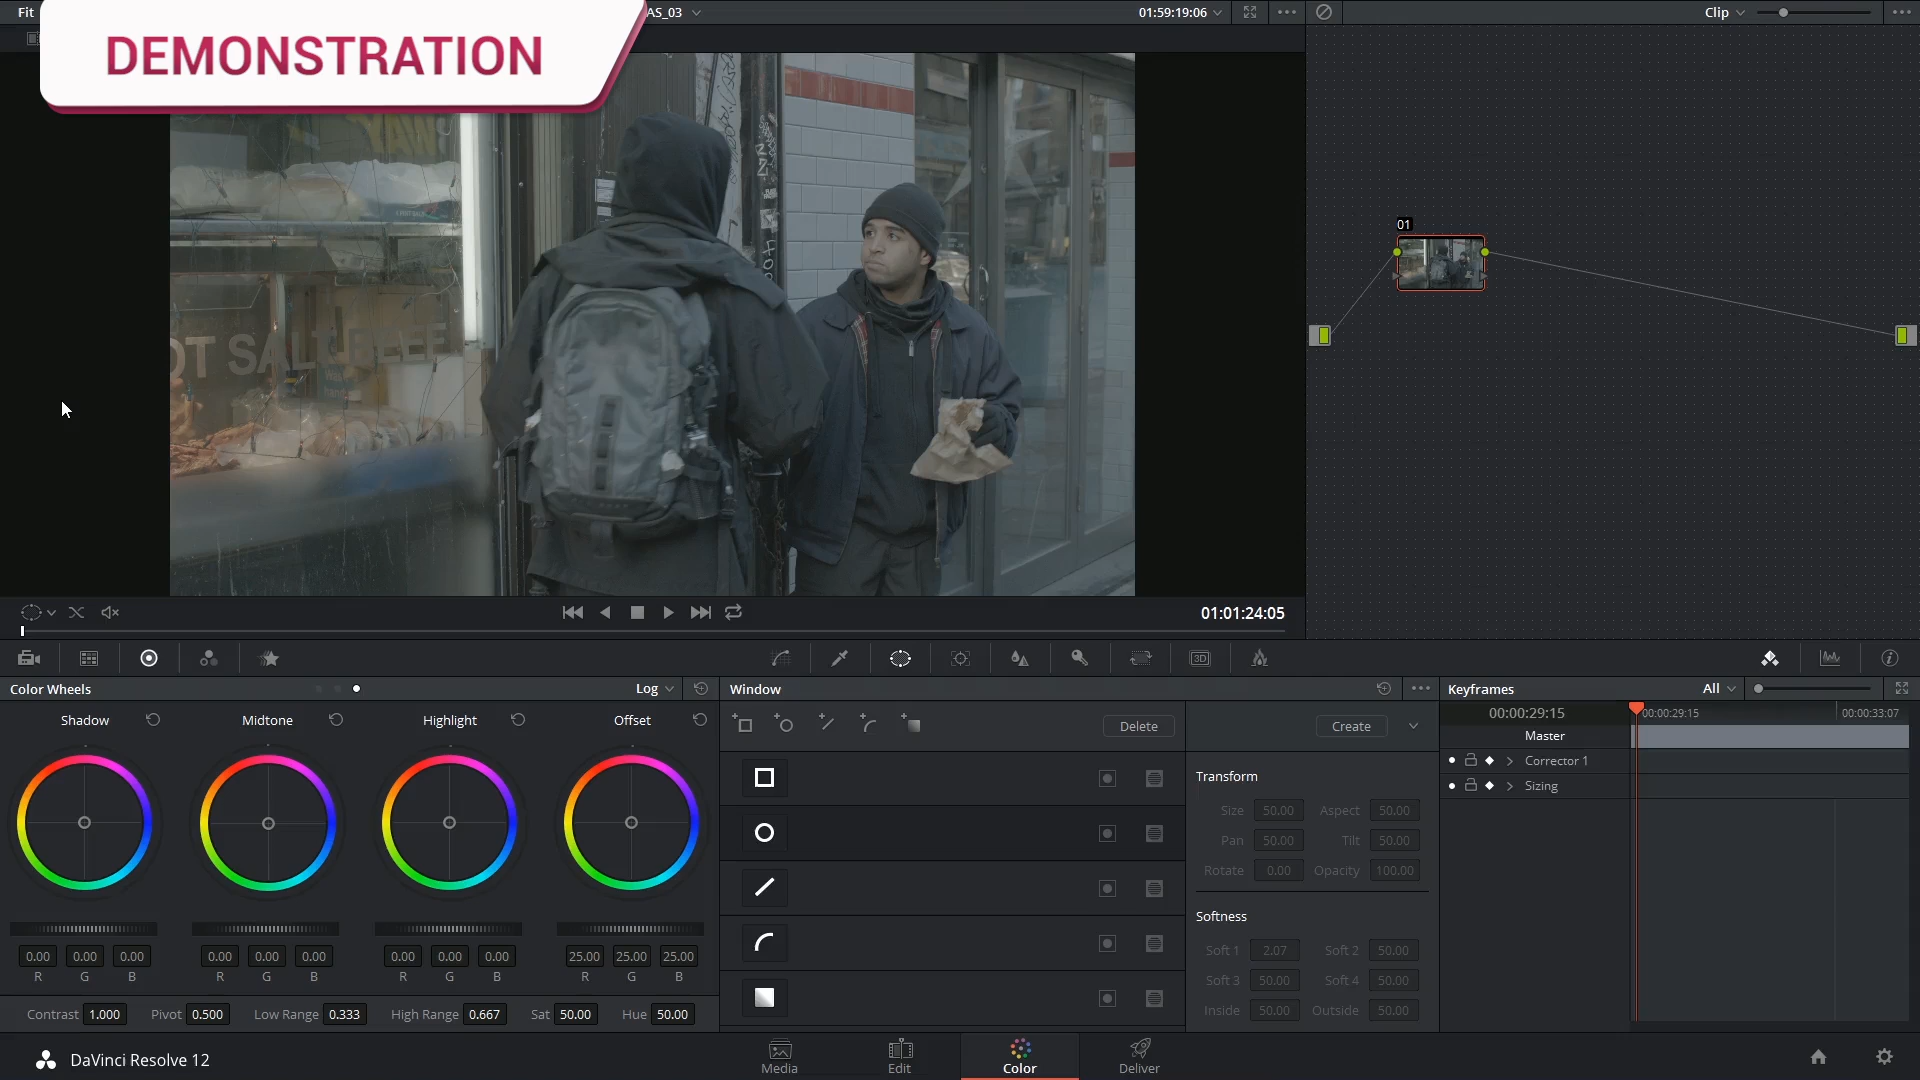 Fit
AS_03
01:59:19:06
Clip
DEMONSTRATION
OT SALT BEEF
01
01:01:24:05
3D
Color Wheels
Log
Window
Keyframes
All
Shadow
Midtone
Highlight
Offset
Delete
Create
00:00:29:15
00:00:29:15
00:00:33:07
Master
Corrector 1
Sizing
Transform
Size 50.00 Aspect 50.00
Pan 50.00 Tilt 50.00
Rotate 0.00 Opacity 100.00
Softness
Soft 1 2.07 Soft 2 50.00
Soft 3 50.00 Soft 4 50.00
Inside 50.00 Outside 50.00
0.00 0.00 0.00 0.00 0.00 0.00 0.00 0.00 0.00 25.00 25.00 25.00
R G B R G B R G B R G B
Contrast 1.000 Pivot 0.500 Low Range 0.333 High Range 0.667 Sat 50.00 Hue 50.00
DaVinci Resolve 12
Media
Edit
Color
Deliver